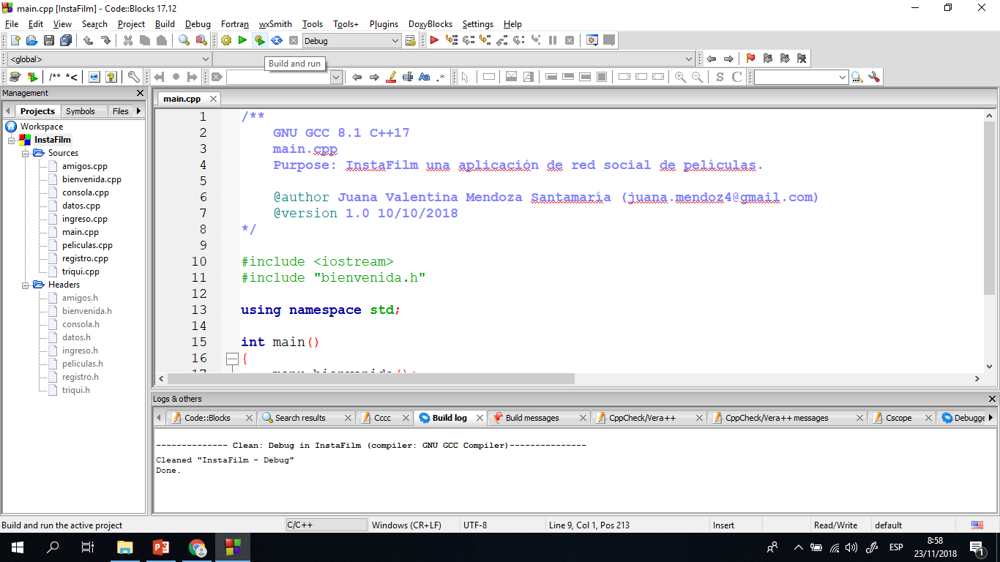 main.cpp [InstaFilm] - Code::Blocks 17.12
File Edit View Search Project Build Debug Fortran wxSmith Tools Tools+ Plugins DoxyBlocks Settings Help
Debug
<global>
Build and run
/** *<
Aa .*
S C
Management
main.cpp
Projects Symbols Files
Workspace
InstaFilm
Sources
amigos.cpp
bienvenida.cpp
consola.cpp
datos.cpp
ingreso.cpp
main.cpp
peliculas.cpp
registro.cpp
triqui.cpp
Headers
amigos.h
bienvenida.h
consola.h
datos.h
ingreso.h
peliculas.h
registro.h
triqui.h
1 /**
2 GNU GCC 8.1 C++17
3 main.cpp
4 Purpose: InstaFilm una aplicación de red social de películas.
5
6 @author Juana Valentina Mendoza Santamaría (juana.mendoz4@gmail.com)
7 @version 1.0 10/10/2018
8 */
9
10 #include <iostream>
11 #include "bienvenida.h"
12
13 using namespace std;
14
15 int main()
16 {
Logs & others
Code::Blocks Search results Cccc Build log Build messages CppCheck/Vera++ CppCheck/Vera++ messages Cscope Debugge
-------------- Clean: Debug in InstaFilm (compiler: GNU GCC Compiler)---------------
Cleaned "InstaFilm - Debug"
Done.
Build and run the active project C/C++ Windows (CR+LF) UTF-8 Line 9, Col 1, Pos 213 Insert Read/Write default
ESP
8:58
23/11/2018
1